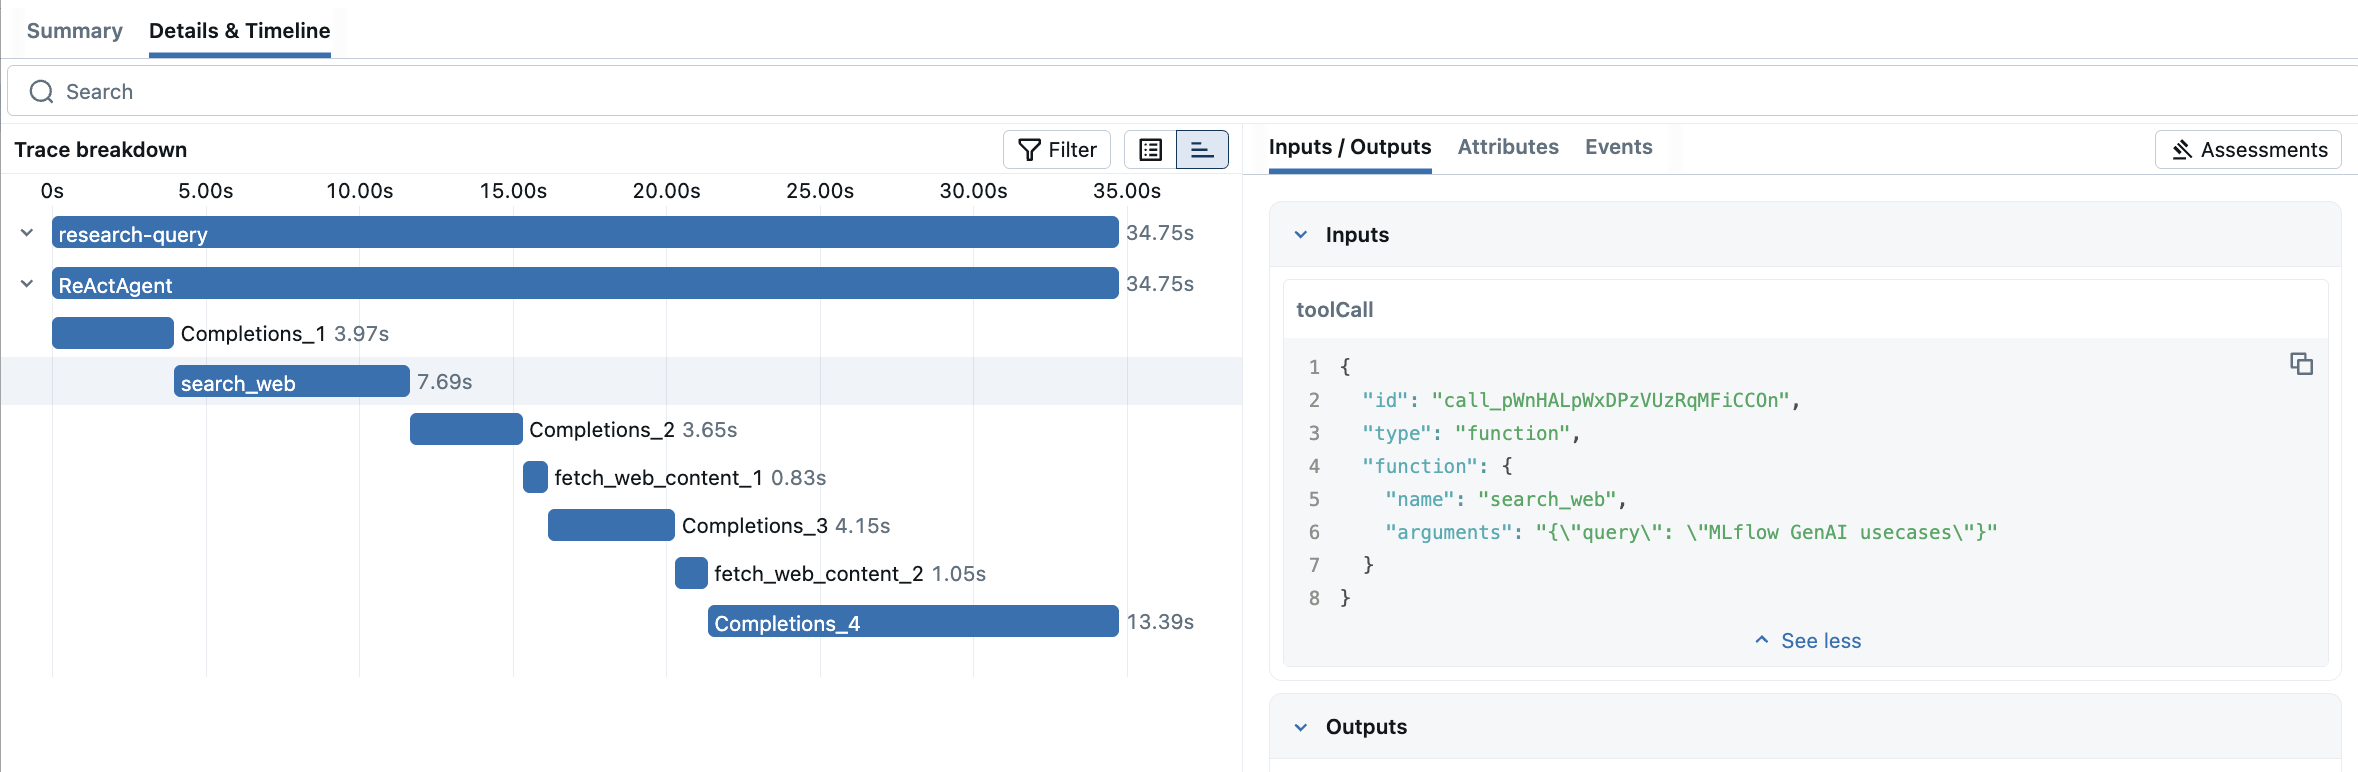 Summary Details & Timeline
Search
Trace breakdown Filter
0s 5.00s 10.00s 15.00s 20.00s 25.00s 30.00s 35.00s
research-query 34.75s
ReActAgent 34.75s
Completions_1 3.97s
search_web 7.69s
Completions_2 3.65s
fetch_web_content_1 0.83s
Completions_3 4.15s
fetch_web_content_2 1.05s
Completions_4 13.39s
Inputs / Outputs Attributes Events Assessments
Inputs
toolCall
1 {
2 "id": "call_pWnHALpWxDPzVUzRqMFiCCOn",
3 "type": "function",
4 "function": {
5 "name": "search_web",
6 "arguments": "{\"query\": \"MLflow GenAI usecases\"}"
7 }
8 }
See less
Outputs